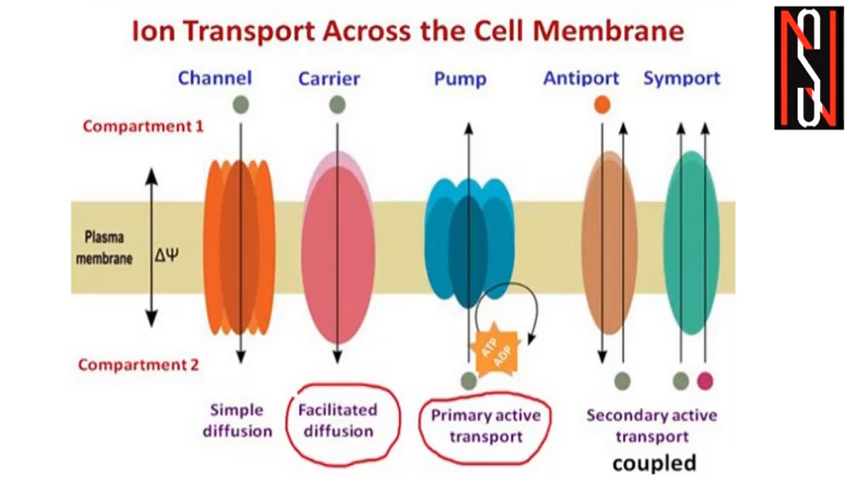 Ion Transport Across the Cell Membrane
Channel
Carrier
Pump
Antiport
Symport
Compartment 1
Plasma
membrane
ΔΨ
ATP
ADP
Compartment 2
Simple
diffusion
Facilitated
diffusion
Primary active
transport
Secondary active
transport
coupled